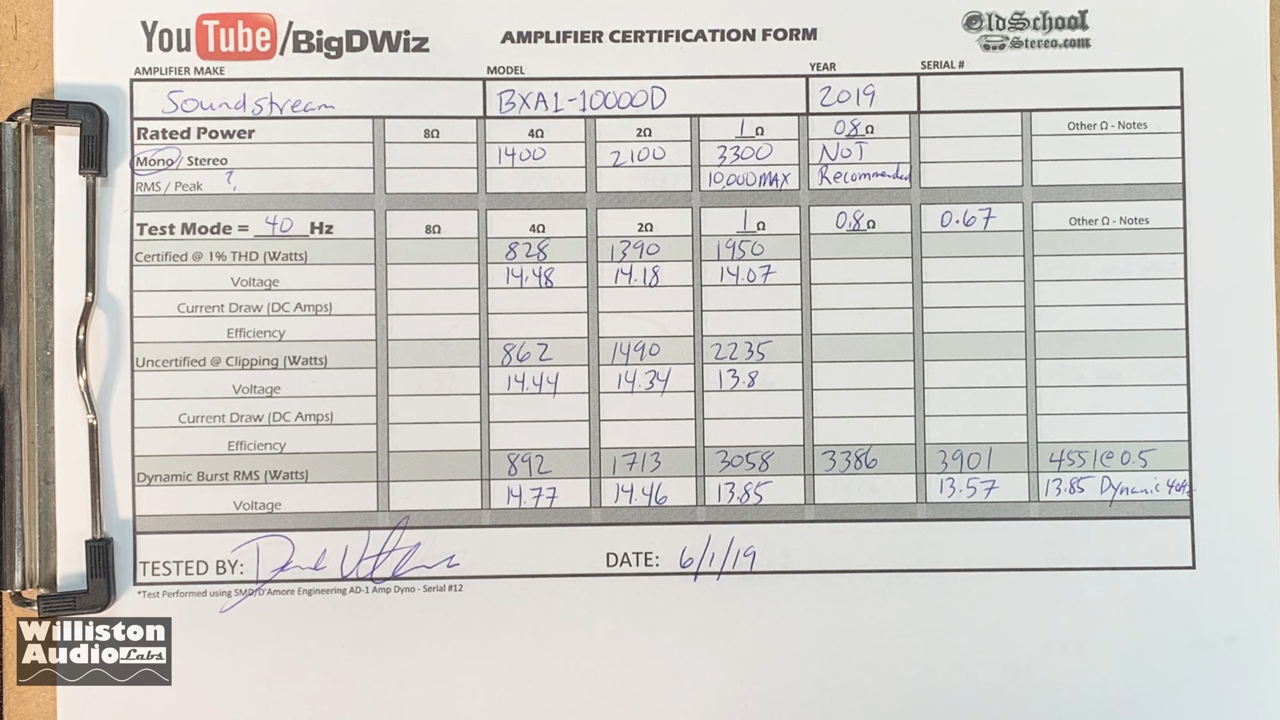 YouTube/BigDWiz AMPLIFIER CERTIFICATION FORM OldSchool Stereo.com
AMPLIFIER MAKE MODEL YEAR SERIAL #
Soundstream BXA1-10000D 2019
Rated Power 8Ω 4Ω 2Ω 1Ω 0.8Ω Other Ω - Notes
Mono / Stereo 1400 2100 3300 NOT
RMS / Peak ? 10,000 MAX Recommended
Test Mode = 40 Hz 8Ω 4Ω 2Ω 1Ω 0.8Ω 0.67 Other Ω - Notes
Certified @ 1% THD (Watts) 828 1390 1950
Voltage 14.48 14.18 14.07
Current Draw (DC Amps)
Efficiency
Uncertified @ Clipping (Watts) 862 1490 2235
Voltage 14.44 14.34 13.8
Current Draw (DC Amps)
Efficiency
Dynamic Burst RMS (Watts) 892 1713 3058 3386 3901 4551@0.5
Voltage 14.77 14.46 13.85 13.57 13.85 Dynamic
TESTED BY: DATE: 6/1/19
*Test Performed using SMD/D'Amore Engineering AD-1 Amp Dyno - Serial #12
Williston
Audio Labs